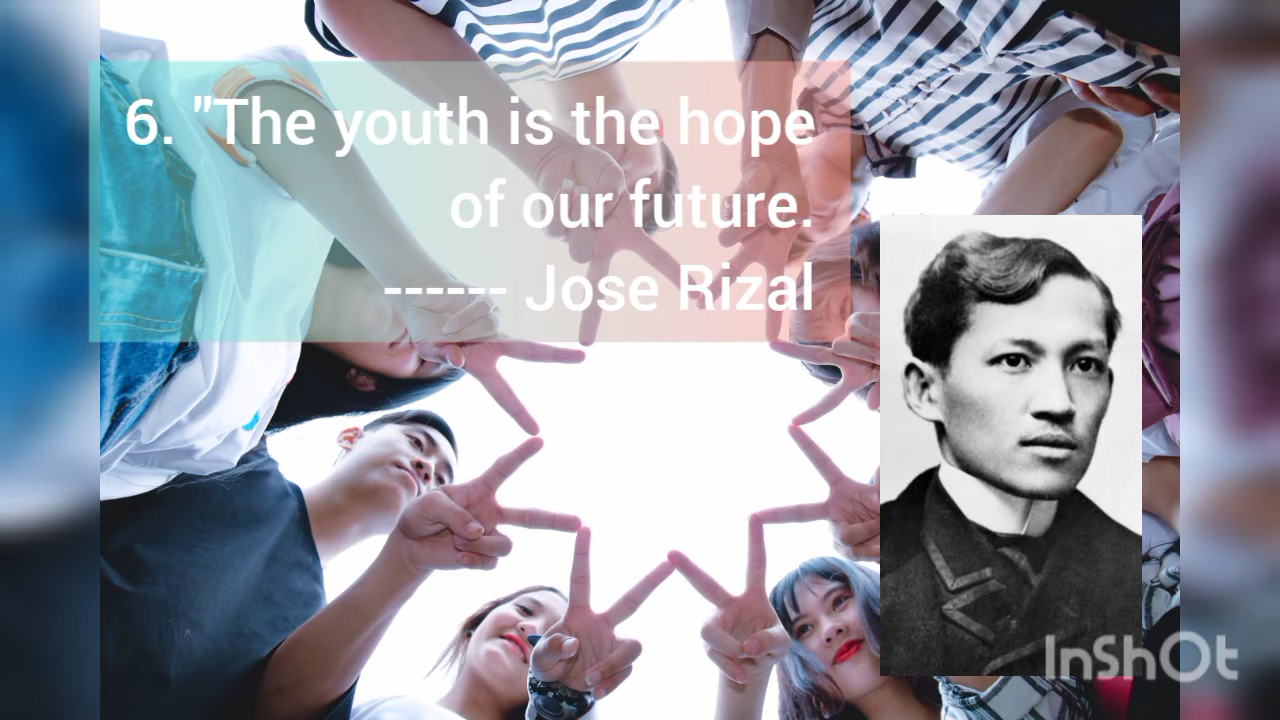 6. "The youth is the hope
of our future.
------ Jose Rizal
InShOt